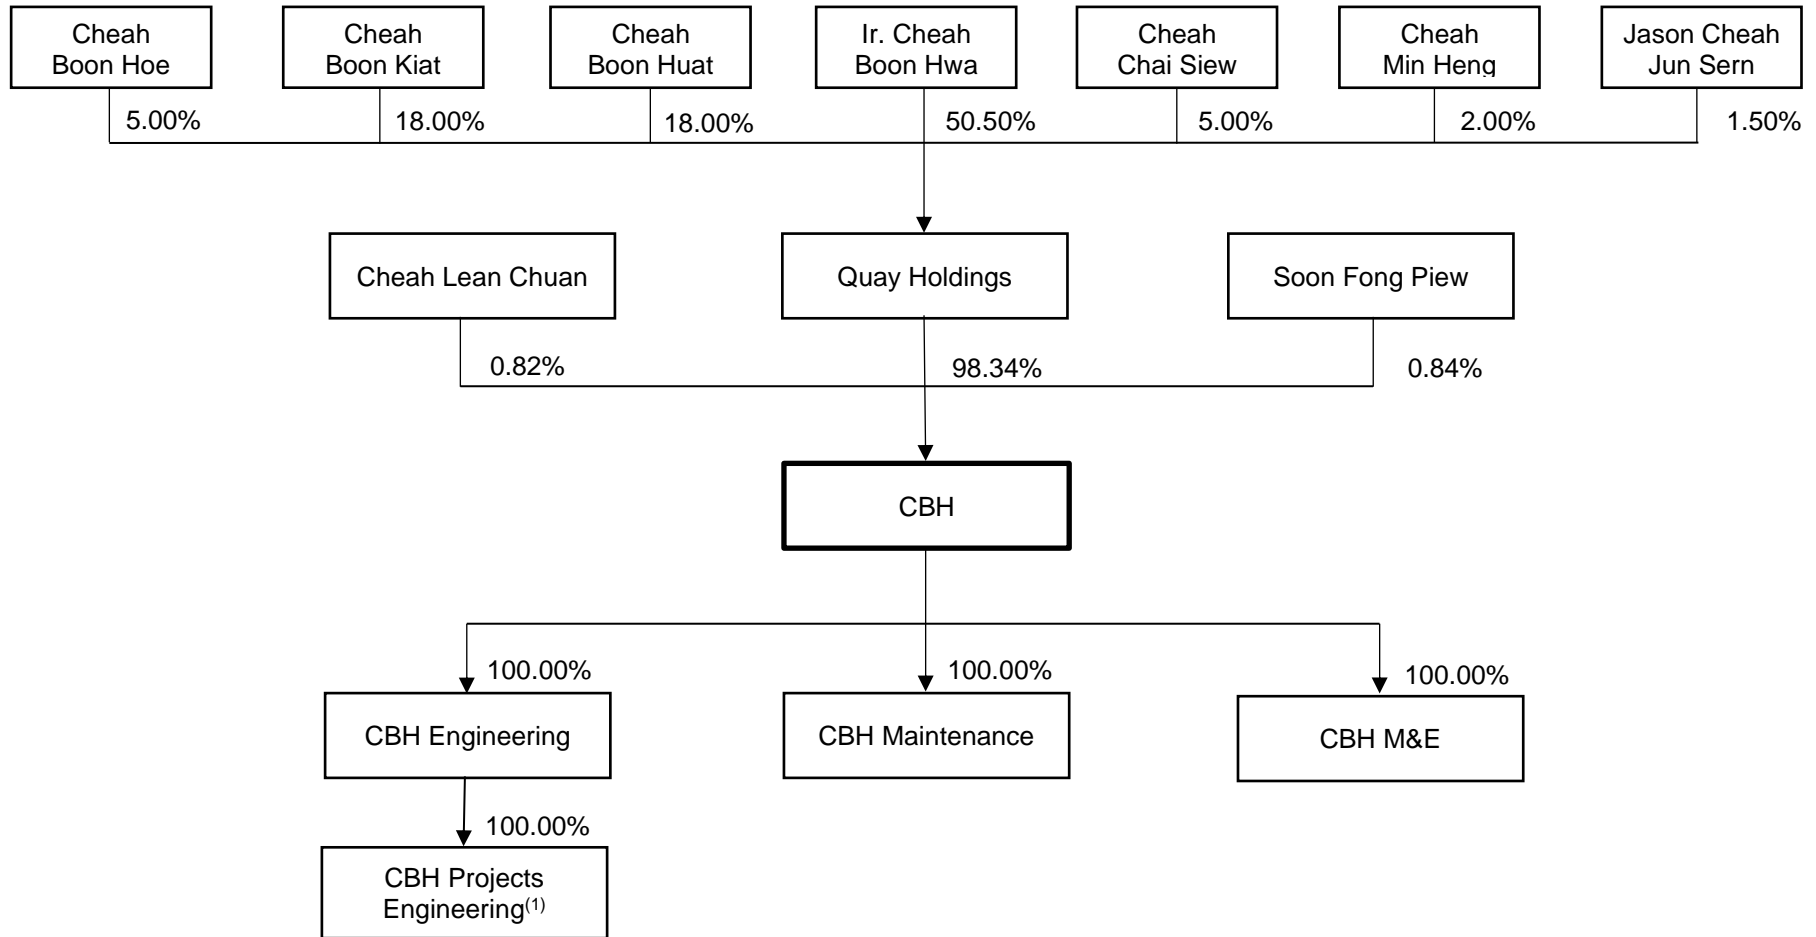 Cheah
Boon Hoe
Cheah
Boon Kiat
Cheah
Boon Huat
Ir. Cheah
Boon Hwa
Cheah
Chai Siew
Cheah
Min Heng
Jason Cheah
Jun Sern
5.00%
18.00%
18.00%
50.50%
5.00%
2.00%
1.50%
Cheah Lean Chuan
Quay Holdings
Soon Fong Piew
0.82%
98.34%
0.84%
CBH
100.00%
100.00%
100.00%
CBH Engineering
CBH Maintenance
CBH M&E
100.00%
CBH Projects
Engineering(1)